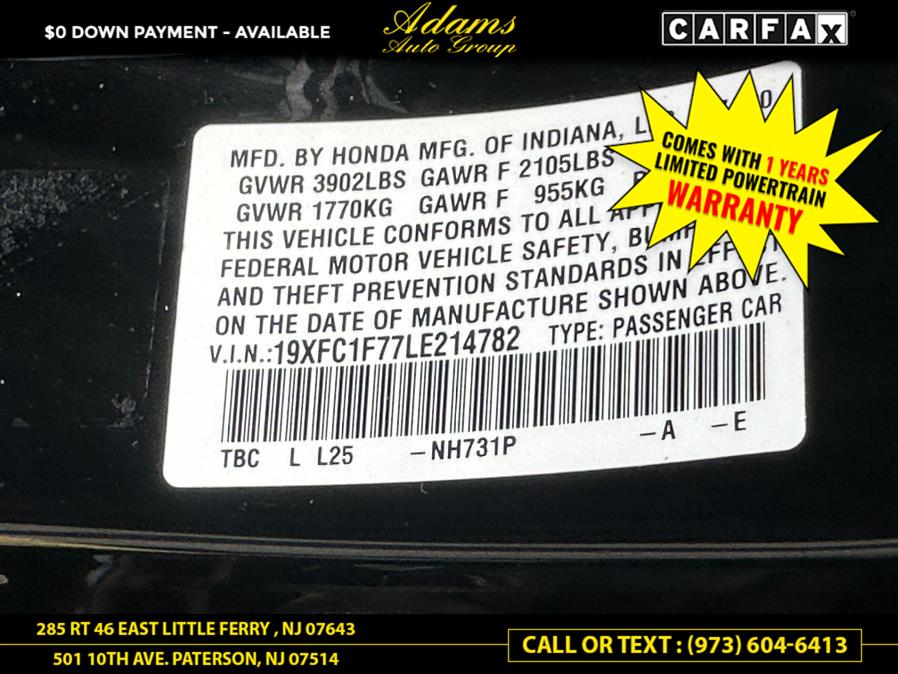 $0 DOWN PAYMENT - AVAILABLE
Adams
Auto Group
CARFAX
MFD. BY HONDA MFG. OF INDIANA,
GVWR 3902LBS GAWR F 2105LBS
GVWR 1770KG GAWR F 955KG
THIS VEHICLE CONFORMS TO ALL
FEDERAL MOTOR VEHICLE SAFETY,
AND THEFT PREVENTION STANDARDS IN EFFECT
ON THE DATE OF MANUFACTURE SHOWN ABOVE.
V.I.N.:19XFC1F77LE214782 TYPE: PASSENGER CAR
TBC L L25 -NH731P -A -E
COMES WITH 1 YEARS
LIMITED POWERTRAIN
WARRANTY
285 RT 46 EAST LITTLE FERRY , NJ 07643
501 10TH AVE. PATERSON, NJ 07514
CALL OR TEXT : (973) 604-6413